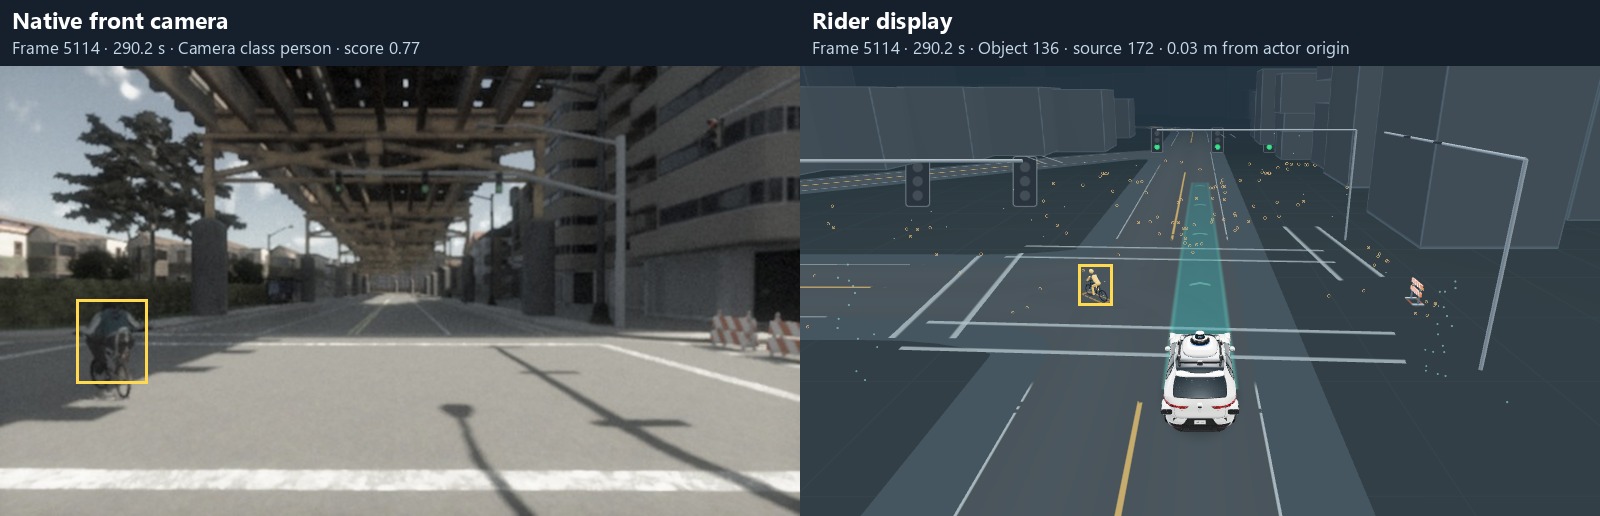 Native front camera
Frame 5114 · 290.2 s · Camera class person · score 0.77
Rider display
Frame 5114 · 290.2 s · Object 136 · source 172 · 0.03 m from actor origin